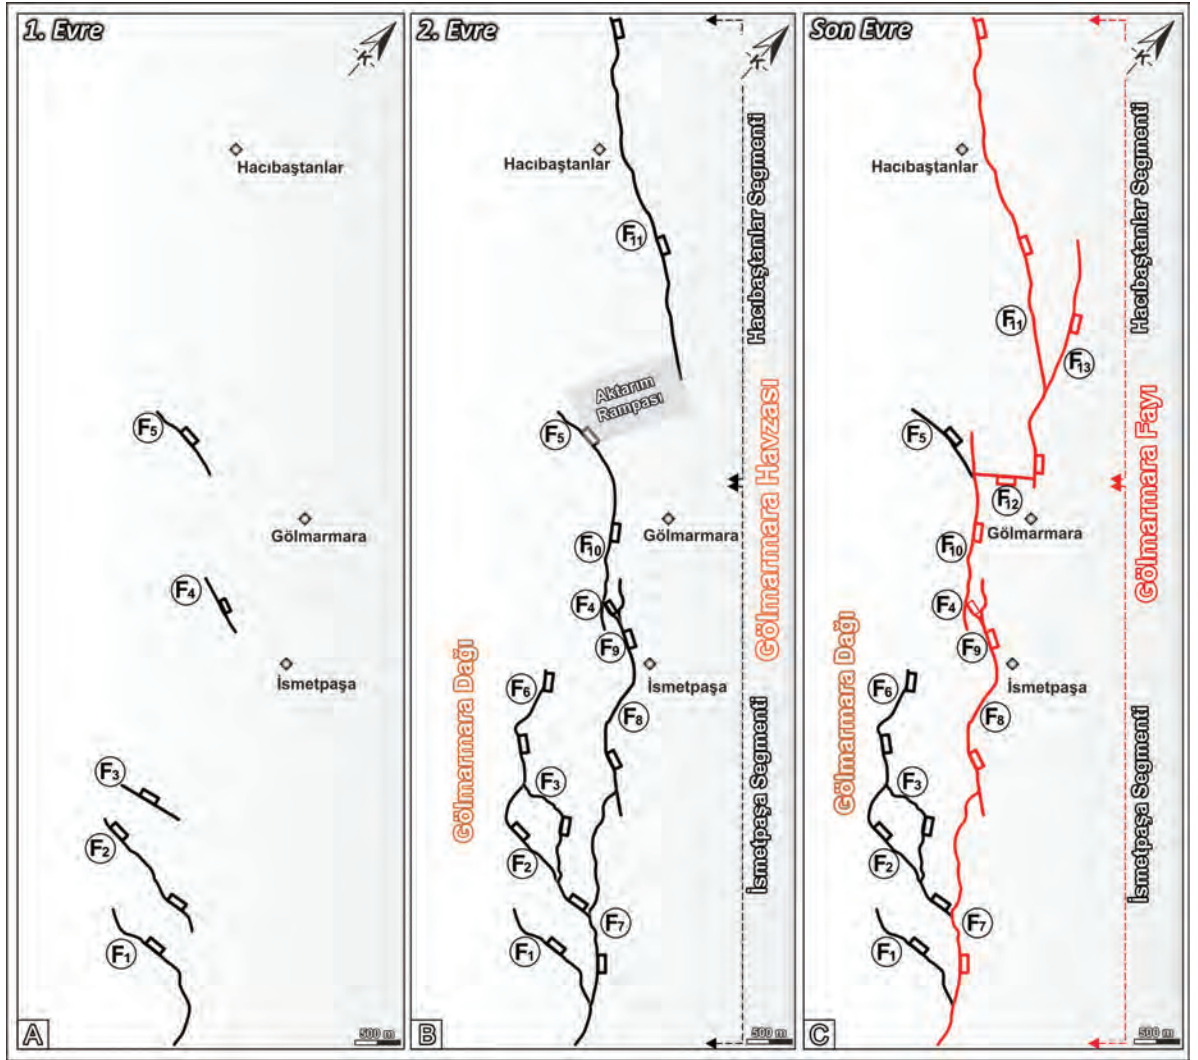 1. Evre
K
Hacıbaştanlar
F5
Gölmarmara
F4
İsmetpaşa
F3
F2
F1
A
500 m
2. Evre
K
Hacıbaştanlar
F11
Aktarım
Rampası
F5
Gölmarmara
F10
F4
F9
İsmetpaşa
F6
F8
F3
F2
F7
F1
Gölmarmara Dağı
Gölmarmara Havzası
Hacıbaştanlar Segmenti
İsmetpaşa Segmenti
B
500 m
Son Evre
K
Hacıbaştanlar
F11
F13
F5
F12
Gölmarmara
F10
F4
F9
İsmetpaşa
F6
F8
F3
F2
F7
F1
Gölmarmara Dağı
Gölmarmara Fayı
Hacıbaştanlar Segmenti
İsmetpaşa Segmenti
C
500 m